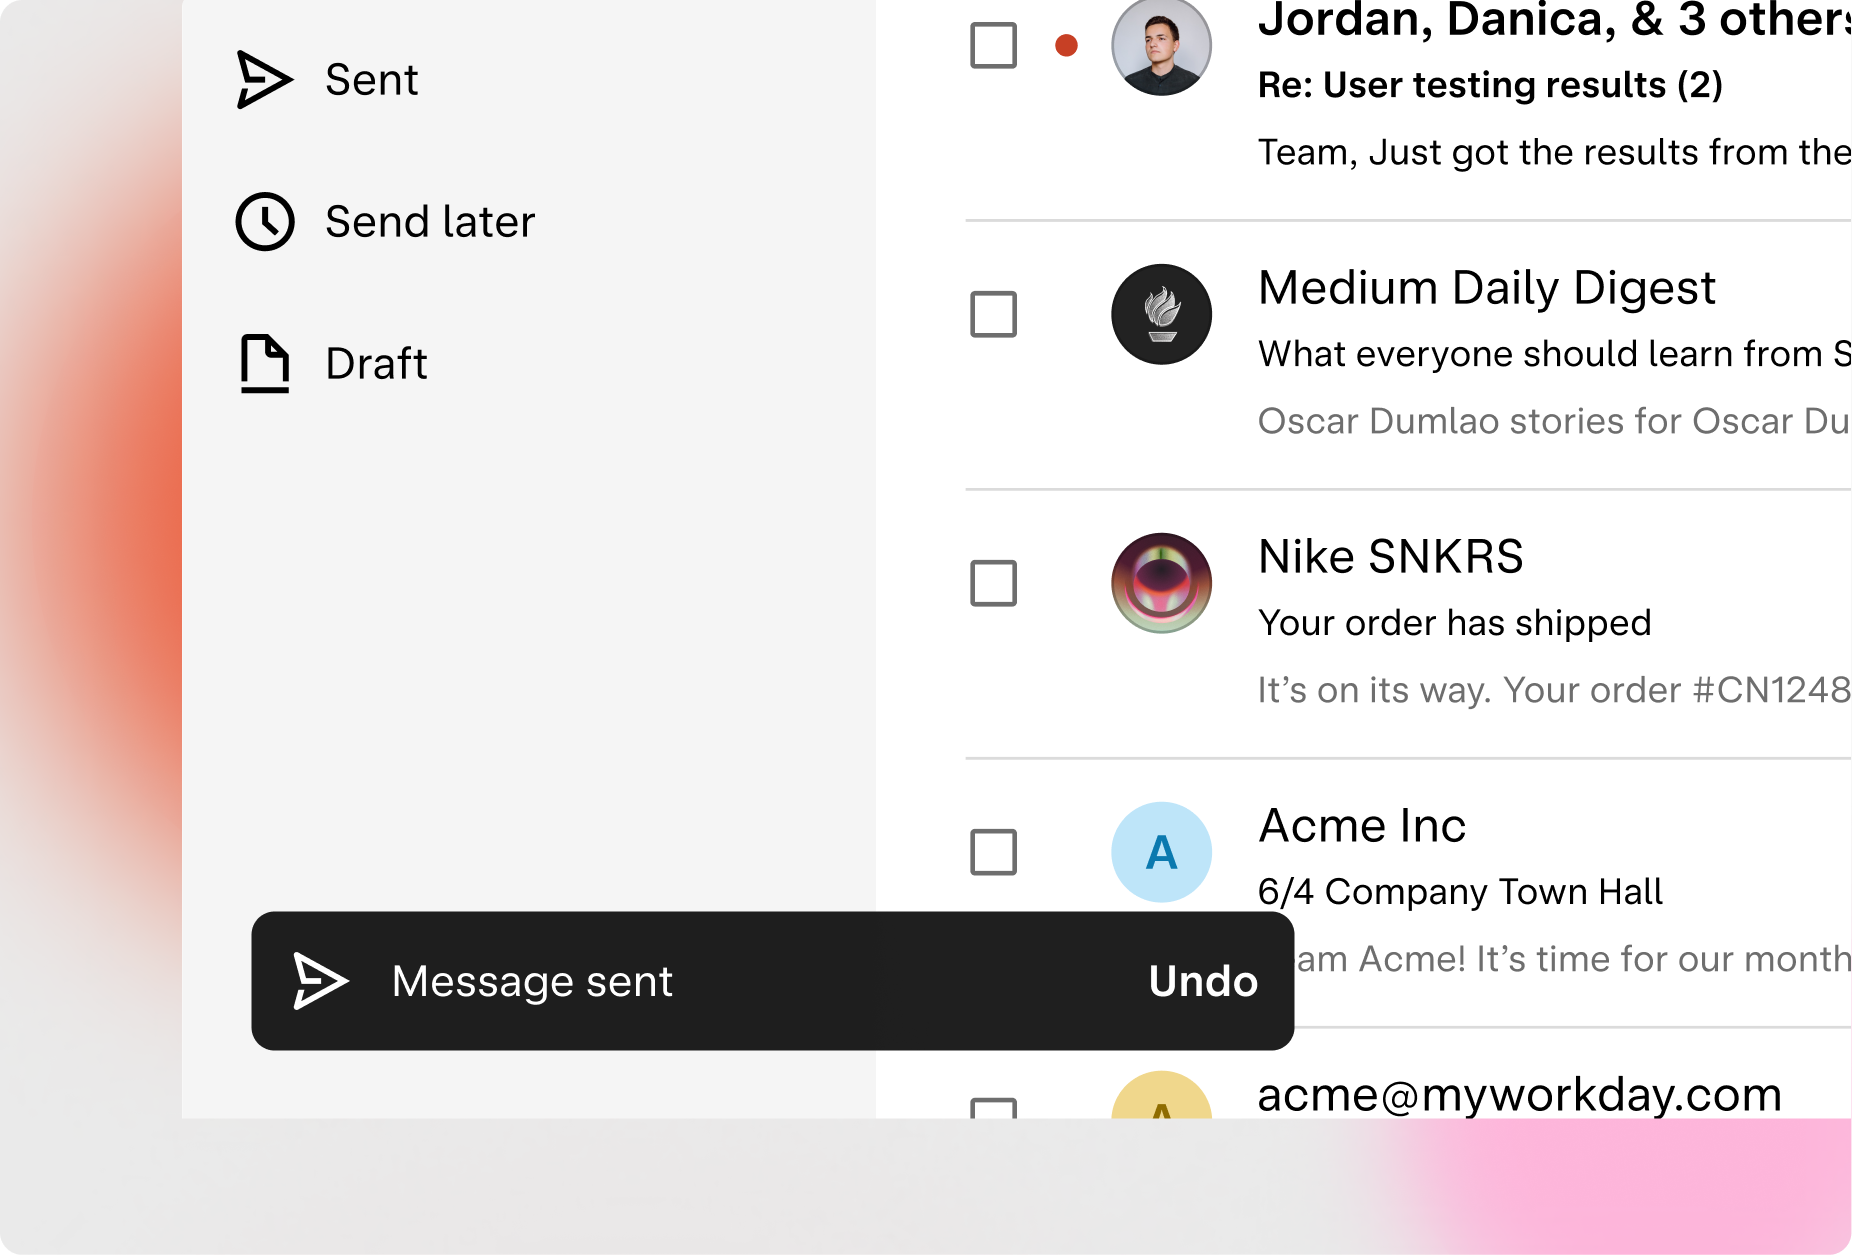 Sent
Send later
Draft
Jordan, Danica, & 3 others
Re: User testing results (2)
Team, Just got the results from the
Medium Daily Digest
What everyone should learn from S
Oscar Dumlao stories for Oscar Du
Nike SNKRS
Your order has shipped
It’s on its way. Your order #CN1248
A
Acme Inc
6/4 Company Town Hall
am Acme! It’s time for our month
Message sent
Undo
A
acme@myworkday.com